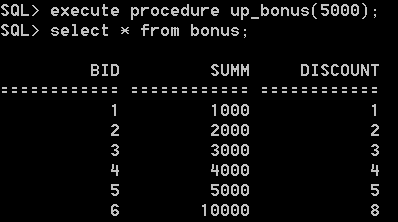 SQL> execute procedure up_bonus(5000);
SQL> select * from bonus;
BID SUMM DISCOUNT
============ ============ ============
1 1000 1
2 2000 2
3 3000 3
4 4000 4
5 5000 5
6 10000 8